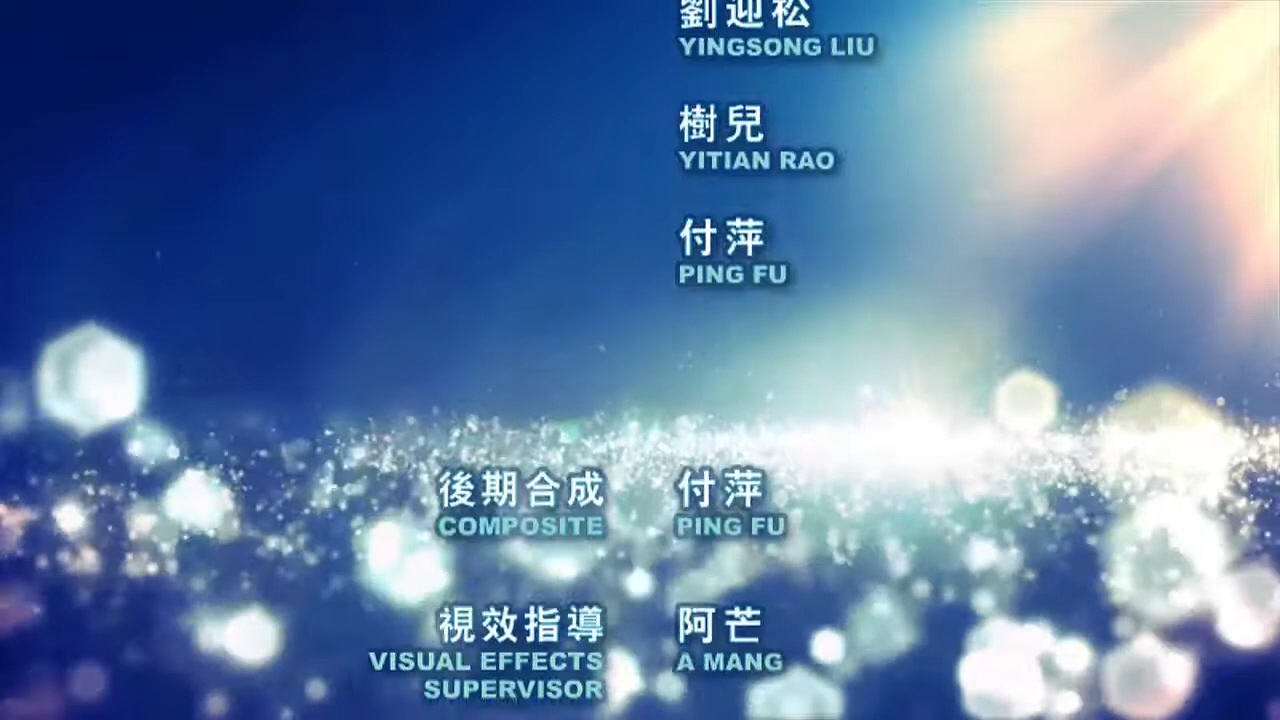 劉迎松
YINGSONG LIU
樹兒
YITIAN RAO
付萍
PING FU
後期合成 付萍
COMPOSITE PING FU
視效指導 阿芒
VISUAL EFFECTS A MANG
SUPERVISOR